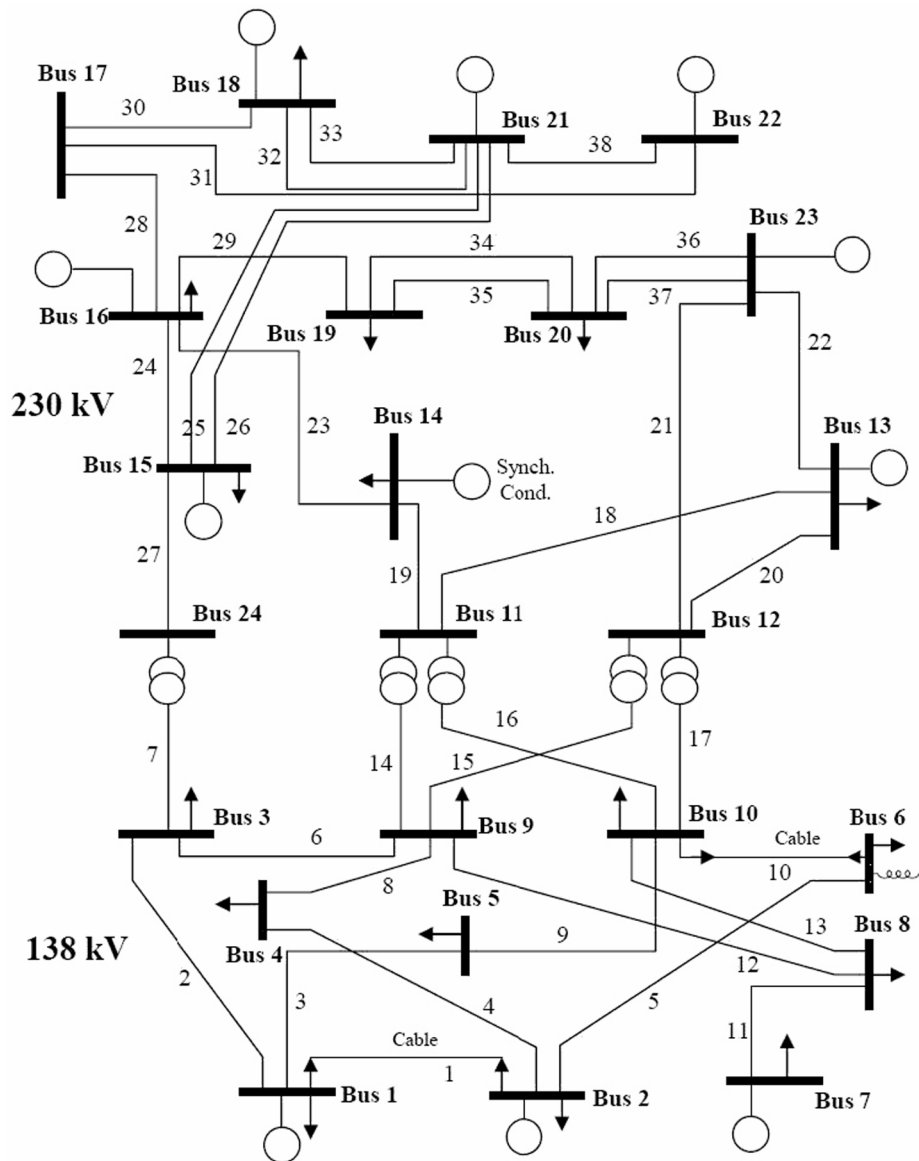 Bus 17
Bus 18
Bus 21
Bus 22
30
33
32
38
31
28
Bus 23
29
34
36
35
37
Bus 16
Bus 19
Bus 20
22
24
230 kV
25
26
23
Bus 14
21
Bus 13
Bus 15
Synch.
Cond.
18
27
19
20
Bus 24
Bus 11
Bus 12
16
17
7
14
15
Bus 3
Bus 9
Bus 10
Bus 6
6
Cable
8
10
Bus 5
Bus 8
138 kV
Bus 4
9
13
12
2
3
4
5
11
Cable
1
Bus 1
Bus 2
Bus 7